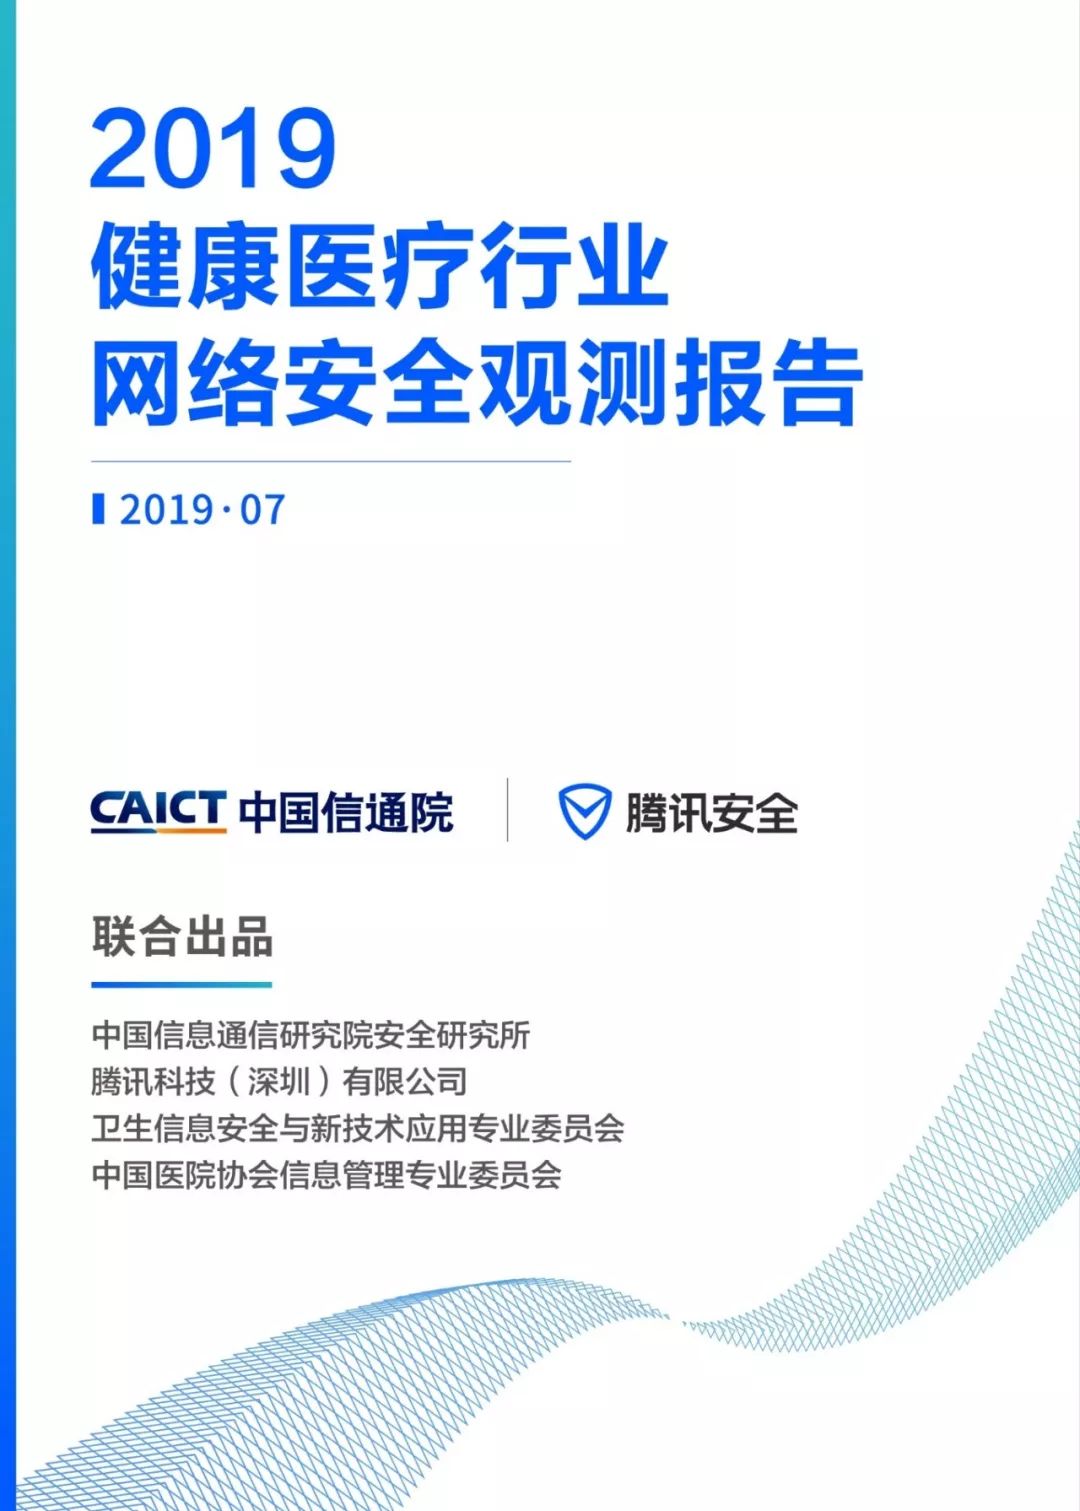 2019
健康医疗行业
网络安全观测报告
2019·07
CAICT 中国信通院
腾讯安全
联合出品
中国信息通信研究院安全研究所
腾讯科技（深圳）有限公司
卫生信息安全与新技术应用专业委员会
中国医院协会信息管理专业委员会